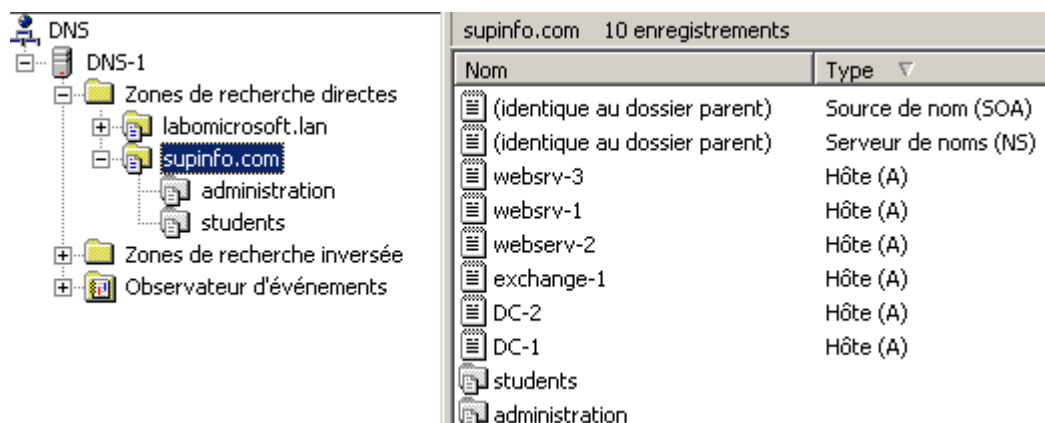 DNS
DNS-1
Zones de recherche directes
labomicrosoft.lan
supinfo.com
administration
students
Zones de recherche inversée
Observateur d'événements
supinfo.com 10 enregistrements
Nom Type
(identique au dossier parent) Source de nom (SOA)
(identique au dossier parent) Serveur de noms (NS)
websrv-3 Hôte (A)
websrv-1 Hôte (A)
webserv-2 Hôte (A)
exchange-1 Hôte (A)
DC-2 Hôte (A)
DC-1 Hôte (A)
students
administration